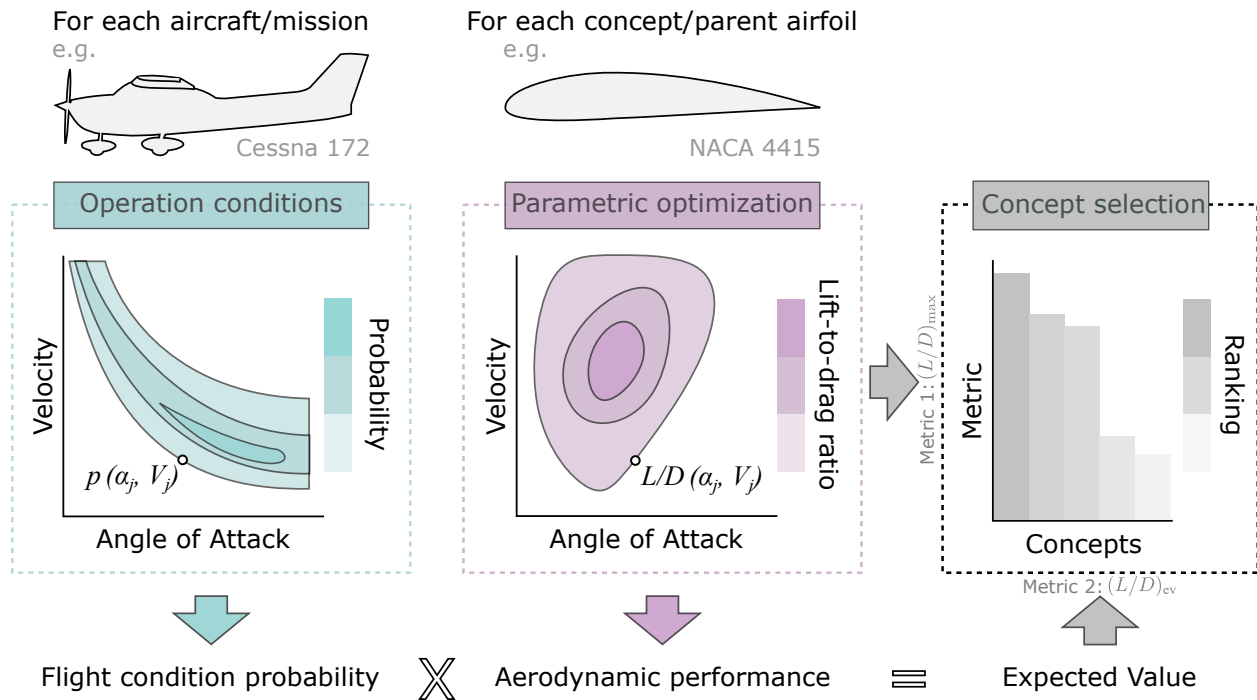 For each aircraft/mission
e.g.
Cessna 172
For each concept/parent airfoil
e.g.
NACA 4415
Operation conditions
Velocity
Probability
p (αj, Vj)
Angle of Attack
Parametric optimization
Velocity
Lift-to-drag ratio
L/D (αj, Vj)
Angle of Attack
Concept selection
Metric 1: (L/D)max
Metric
Ranking
Concepts
Metric 2: (L/D)ev
Flight condition probability X Aerodynamic performance = Expected Value